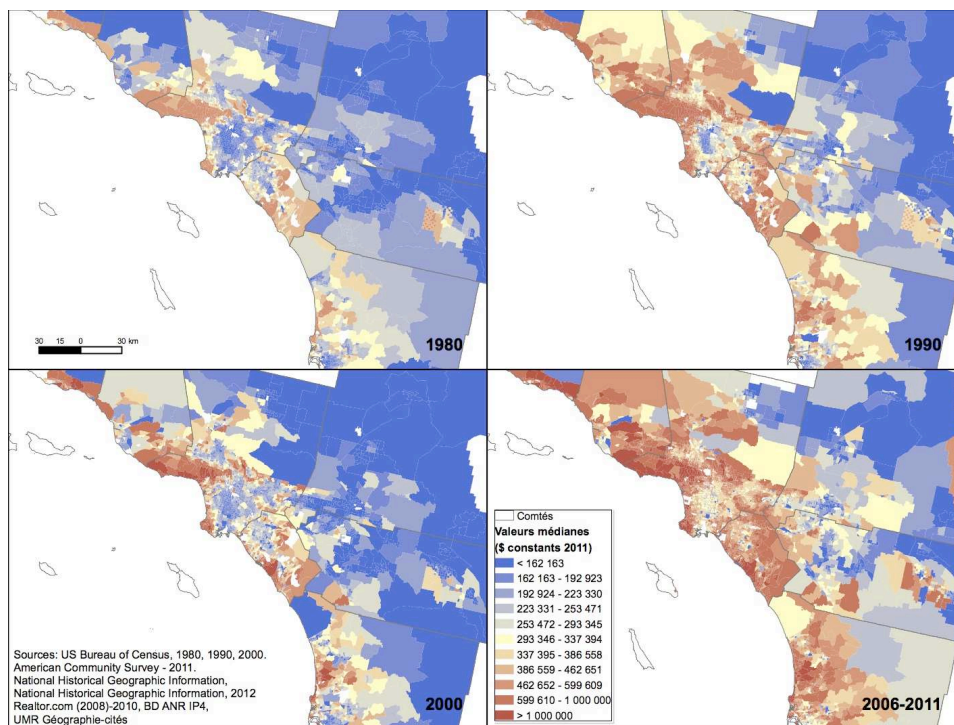 30 15 0 30 km
1980
1990
Sources: US Bureau of Census, 1980, 1990, 2000.
American Community Survey - 2011.
National Historical Geographic Information,
National Historical Geographic Information, 2012
Realtor.com (2008)-2010, BD ANR IP4,
UMR Géographie-cités
2000
Comtés
Valeurs médianes
($ constants 2011)
< 162 163
162 163 - 192 923
192 924 - 223 330
223 331 - 253 471
253 472 - 293 345
293 346 - 337 394
337 395 - 386 558
386 559 - 462 651
462 652 - 599 609
599 610 - 1 000 000
> 1 000 000
2006-2011